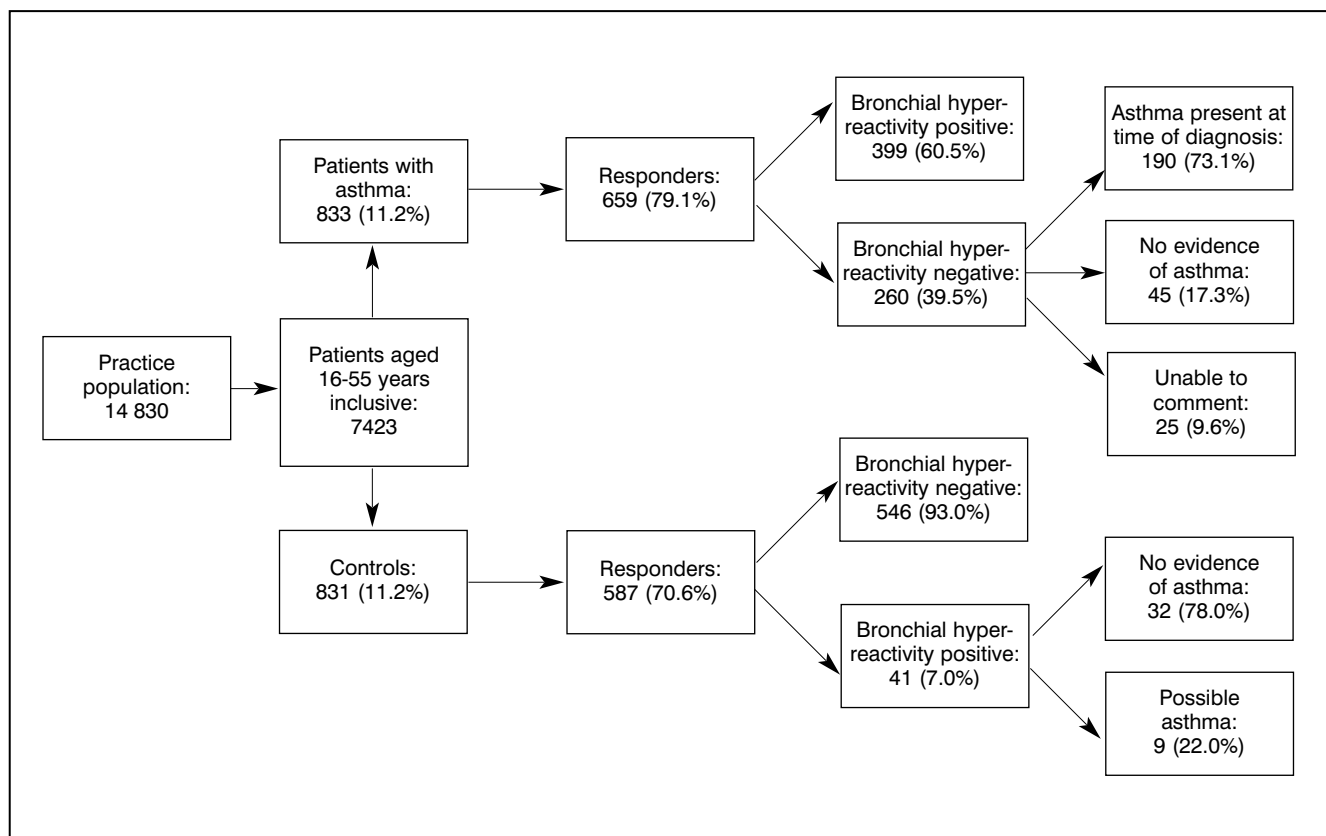 Practice
population:
14 830
Patients aged
16-55 years
inclusive:
7423
Patients with
asthma:
833 (11.2%)
Responders:
659 (79.1%)
Bronchial hyper-
reactivity positive:
399 (60.5%)
Bronchial hyper-
reactivity negative:
260 (39.5%)
Asthma present at
time of diagnosis:
190 (73.1%)
No evidence
of asthma:
45 (17.3%)
Unable to
comment:
25 (9.6%)
Controls:
831 (11.2%)
Responders:
587 (70.6%)
Bronchial hyper-
reactivity negative:
546 (93.0%)
Bronchial hyper-
reactivity positive:
41 (7.0%)
No evidence
of asthma:
32 (78.0%)
Possible
asthma:
9 (22.0%)